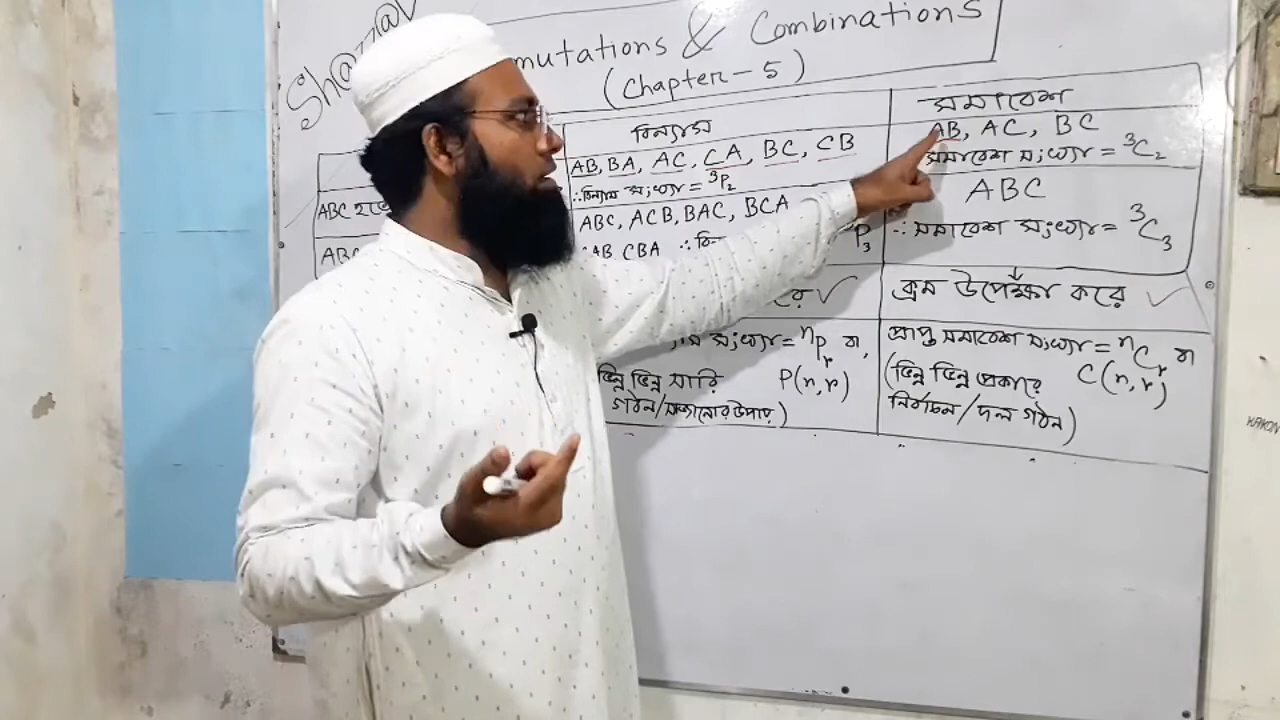 mutations & Combinations
(Chapter - 5)
বিন্যাস
সমাবেশ
AB, BA, AC, CA, BC, CB
∴ বিন্যাস সংখ্যা = ³P₂
AB, AC, BC
সমাবেশ সংখ্যা = ³C₂
ABC
ABC, ACB, BAC, BCA
CBA ∴
P₃
ABC
∴ সমাবেশ সংখ্যা = ³C₃
ABC
রে ✓
ক্রম উপেক্ষা করে ✓
সংখ্যা = ⁿPᵣ বা,
P(n,r)
ভিন্ন ভিন্ন সারি
গঠন/সাজানোর উপায়)
প্রাপ্ত সমাবেশ সংখ্যা = ⁿCᵣ বা
C(n,r)
(ভিন্ন ভিন্ন প্রকারে
নির্বাচন/দল গঠন)